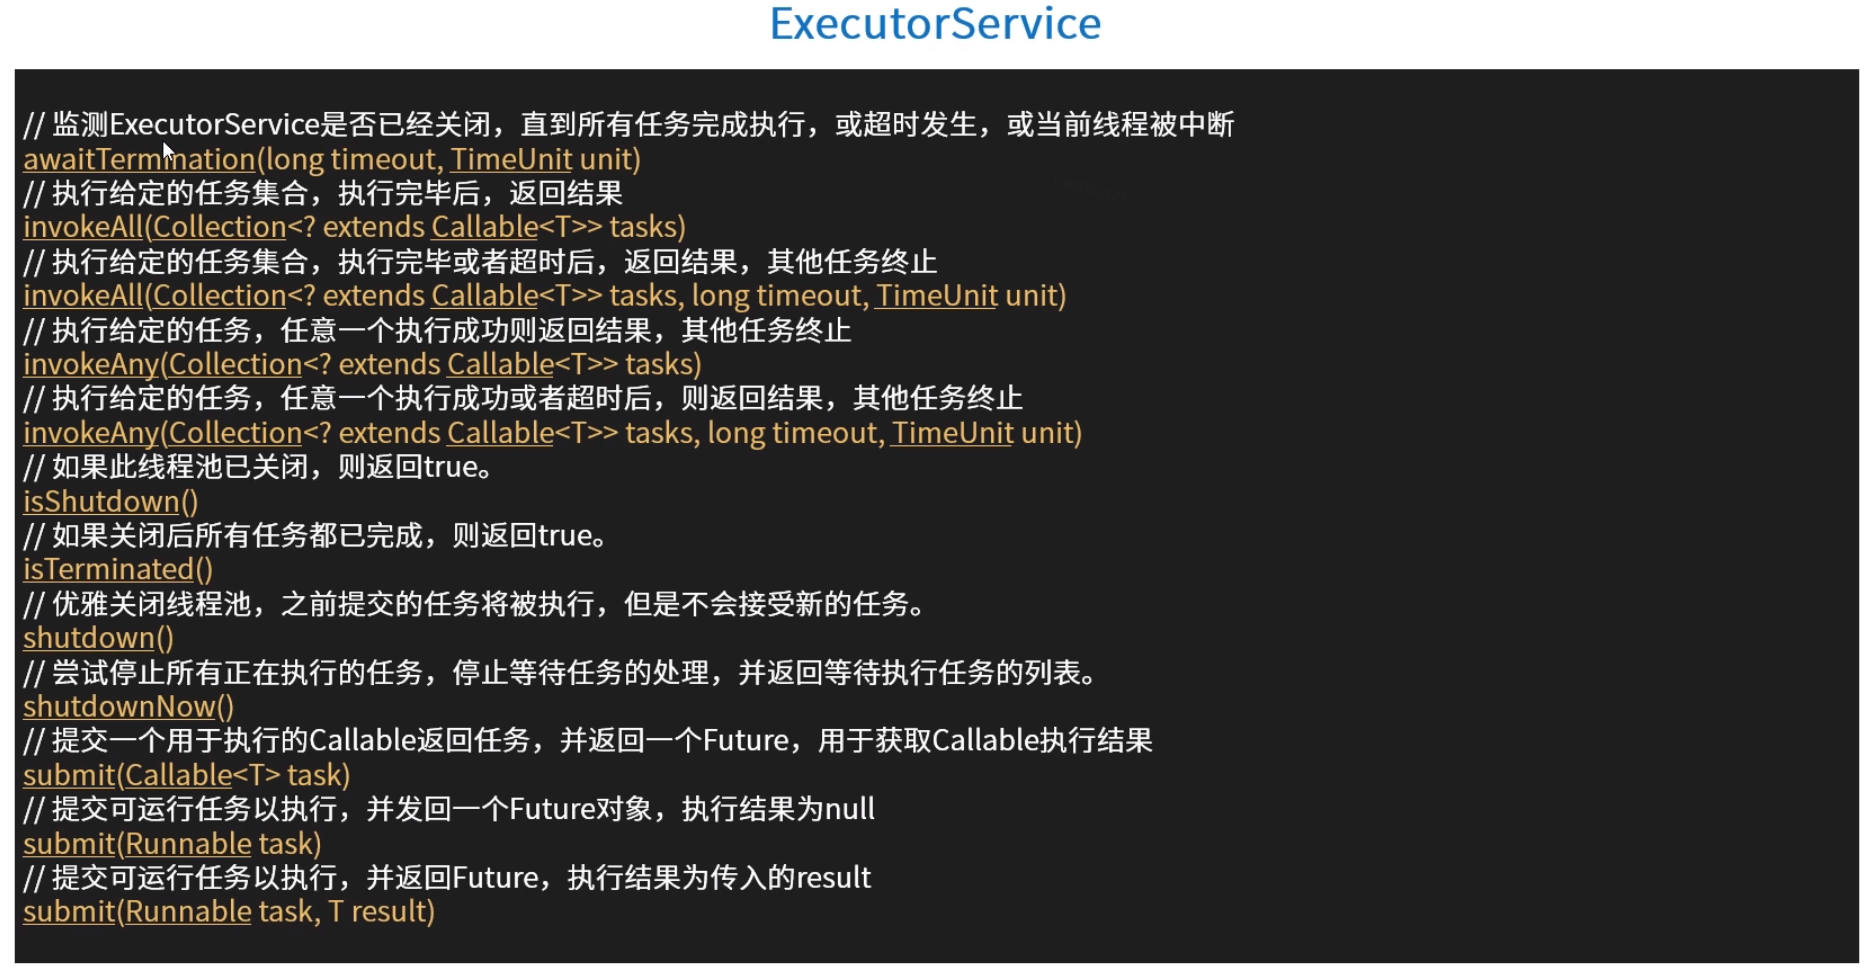 ExecutorService
// 监测ExecutorService是否已经关闭，直到所有任务完成执行，或超时发生，或当前线程被中断
awaitTermination(long timeout, TimeUnit unit)
// 执行给定的任务集合，执行完毕后，返回结果
invokeAll(Collection<? extends Callable<T>> tasks)
// 执行给定的任务集合，执行完毕或者超时后，返回结果，其他任务终止
invokeAll(Collection<? extends Callable<T>> tasks, long timeout, TimeUnit unit)
// 执行给定的任务，任意一个执行成功则返回结果，其他任务终止
invokeAny(Collection<? extends Callable<T>> tasks)
// 执行给定的任务，任意一个执行成功或者超时后，则返回结果，其他任务终止
invokeAny(Collection<? extends Callable<T>> tasks, long timeout, TimeUnit unit)
// 如果此线程池已关闭，则返回true。
isShutdown()
// 如果关闭后所有任务都已完成，则返回true。
isTerminated()
// 优雅关闭线程池，之前提交的任务将被执行，但是不会接受新的任务。
shutdown()
// 尝试停止所有正在执行的任务，停止等待任务的处理，并返回等待执行任务的列表。
shutdownNow()
// 提交一个用于执行的Callable返回任务，并返回一个Future，用于获取Callable执行结果
submit(Callable<T> task)
// 提交可运行任务以执行，并发回一个Future对象，执行结果为null
submit(Runnable task)
// 提交可运行任务以执行，并返回Future，执行结果为传入的result
submit(Runnable task, T result)